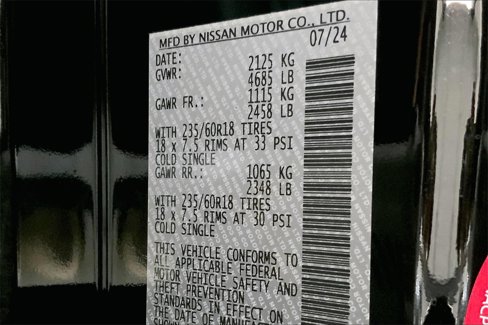 MFD BY NISSAN MOTOR CO., LTD.
DATE: 07/24
GVWR: 2125 KG
4685 LB
GAWR FR.: 1115 KG
2458 LB
WITH 235/60R18 TIRES
18 x 7.5 RIMS AT 33 PSI
COLD SINGLE
GAWR RR.: 1065 KG
2348 LB
WITH 235/60R18 TIRES
18 x 7.5 RIMS AT 30 PSI
COLD SINGLE
THIS VEHICLE CONFORMS TO
ALL APPLICABLE FEDERAL
MOTOR VEHICLE SAFETY AND
THEFT PREVENTION
STANDARDS IN EFFECT ON
THE DATE OF